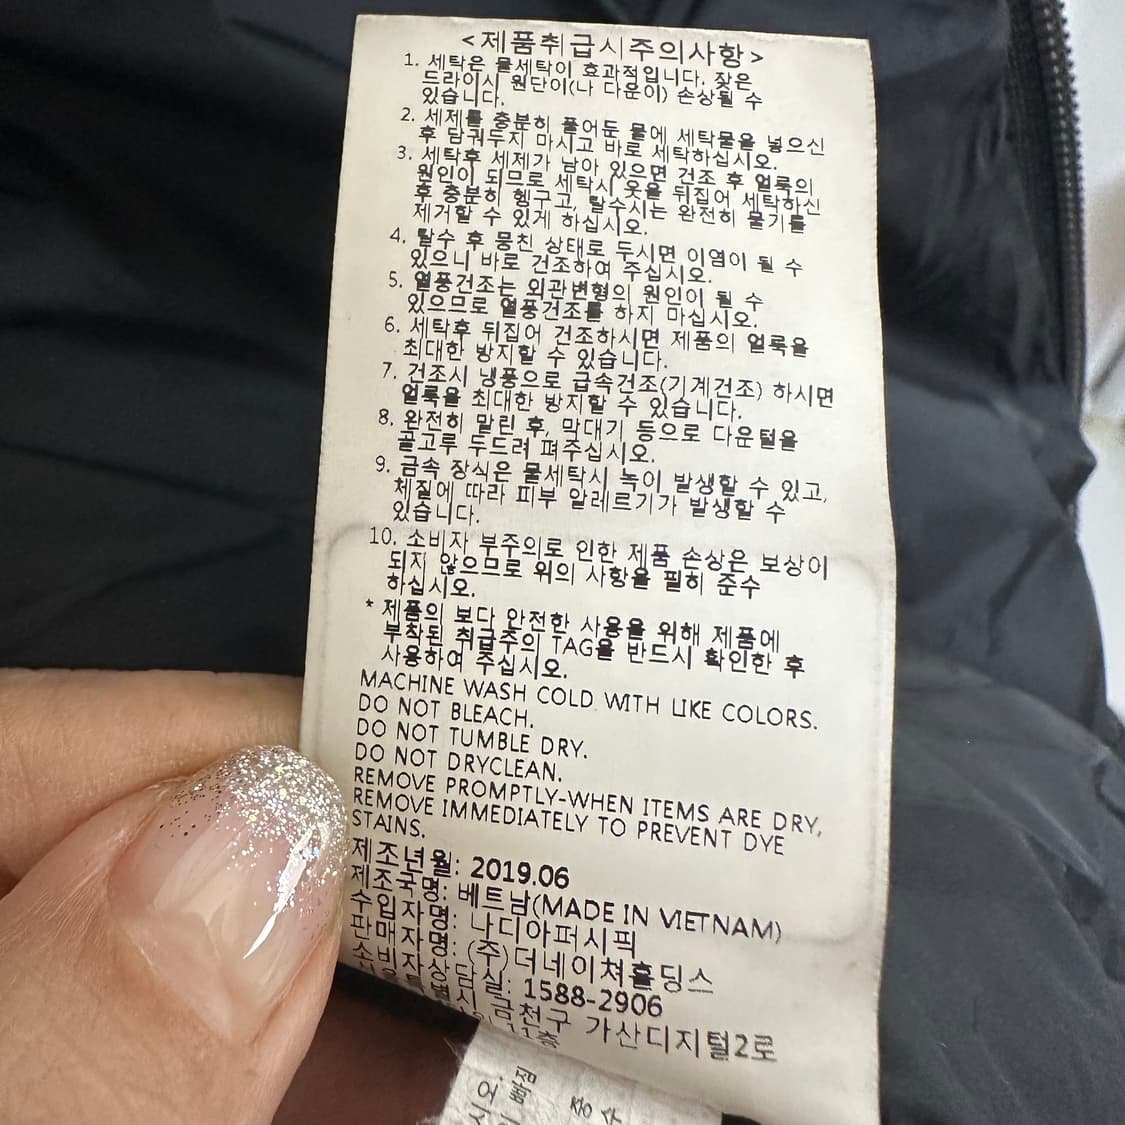 <제품취급시주의사항>
1. 세탁은 물세탁이 효과적입니다. 잦은
드라이시 원단이(나 다운이) 손상될 수
있습니다.
2. 세제를 충분히 풀어둔 물에 세탁물을 넣으신
후 담궈두지 마시고 바로 세탁하십시오.
3. 세탁후 세제가 남아 있으면 건조 후 얼룩의
원인이 되므로 세탁시 옷을 뒤집어 세탁하신
후 충분히 헹구고, 탈수시는 완전히 물기를
제거할 수 있게 하십시오.
4. 탈수 후 뭉친 상태로 두시면 이염이 될 수
있으니 바로 건조하여 주십시오.
5. 열풍건조는 외관변형의 원인이 될 수
있으므로 열풍건조를 하지 마십시오.
6. 세탁후 뒤집어 건조하시면 제품의 얼룩을
최대한 방지할 수 있습니다.
7. 건조시 냉풍으로 급속건조(기계건조) 하시면
얼룩을 최대한 방지할 수 있습니다.
8. 완전히 말린 후, 막대기 등으로 다운털을
골고루 두드려 펴주십시오.
9. 금속 장식은 물세탁시 녹이 발생할 수 있고,
체질에 따라 피부 알레르기가 발생할 수
있습니다.
10. 소비자 부주의로 인한 제품 손상은 보상이
되지 않으므로 위의 사항을 필히 준수
하십시오.
* 제품의 보다 안전한 사용을 위해 제품에
부착된 취급주의 TAG을 반드시 확인한 후
사용하여 주십시오.
MACHINE WASH COLD WITH LIKE COLORS.
DO NOT BLEACH.
DO NOT TUMBLE DRY.
DO NOT DRYCLEAN.
REMOVE PROMPTLY-WHEN ITEMS ARE DRY,
REMOVE IMMEDIATELY TO PREVENT DYE
STAINS.
제조년월: 2019.06
제조국명: 베트남(MADE IN VIETNAM)
수입자명: 나디아퍼시픽
판매자명: (주)더네이쳐홀딩스
소비자상담실: 1588-2906
서울특별시 금천구 가산디지털2로
11층